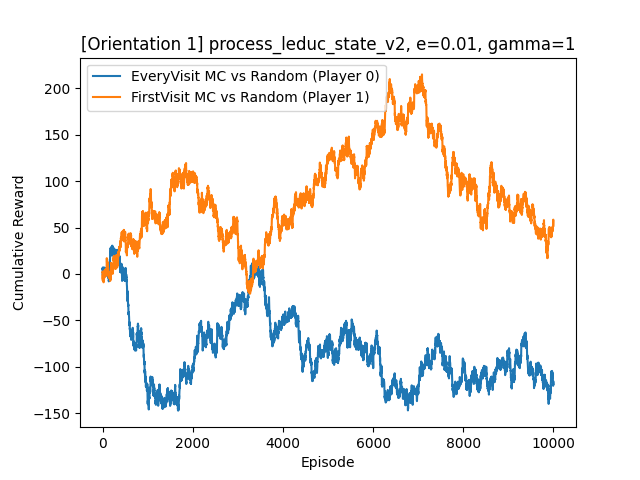 [Orientation 1] process_leduc_state_v2, e=0.01, gamma=1
EveryVisit MC vs Random (Player 0)
FirstVisit MC vs Random (Player 1)
Cumulative Reward
200
150
100
50
0
−50
−100
−150
0 2000 4000 6000 8000 10000
Episode